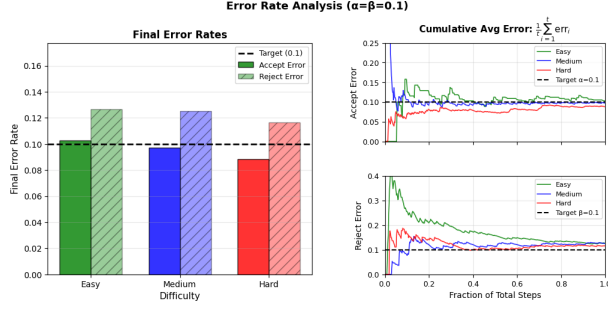 Error Rate Analysis (α=β=0.1)
Final Error Rates
Target (0.1)
Accept Error
Reject Error
Final Error Rate
0.16
0.14
0.12
0.10
0.08
0.06
0.04
0.02
0.00
Easy
Medium
Hard
Difficulty
Cumulative Avg Error: 1/t ∑ᵗᵢ₌₁ errᵢ
Accept Error
0.25
0.20
0.15
0.10
0.05
0.00
Easy
Medium
Hard
Target α=0.1
Reject Error
0.4
0.3
0.2
0.1
0.0
Easy
Medium
Hard
Target β=0.1
0.0 0.2 0.4 0.6 0.8 1.0
Fraction of Total Steps